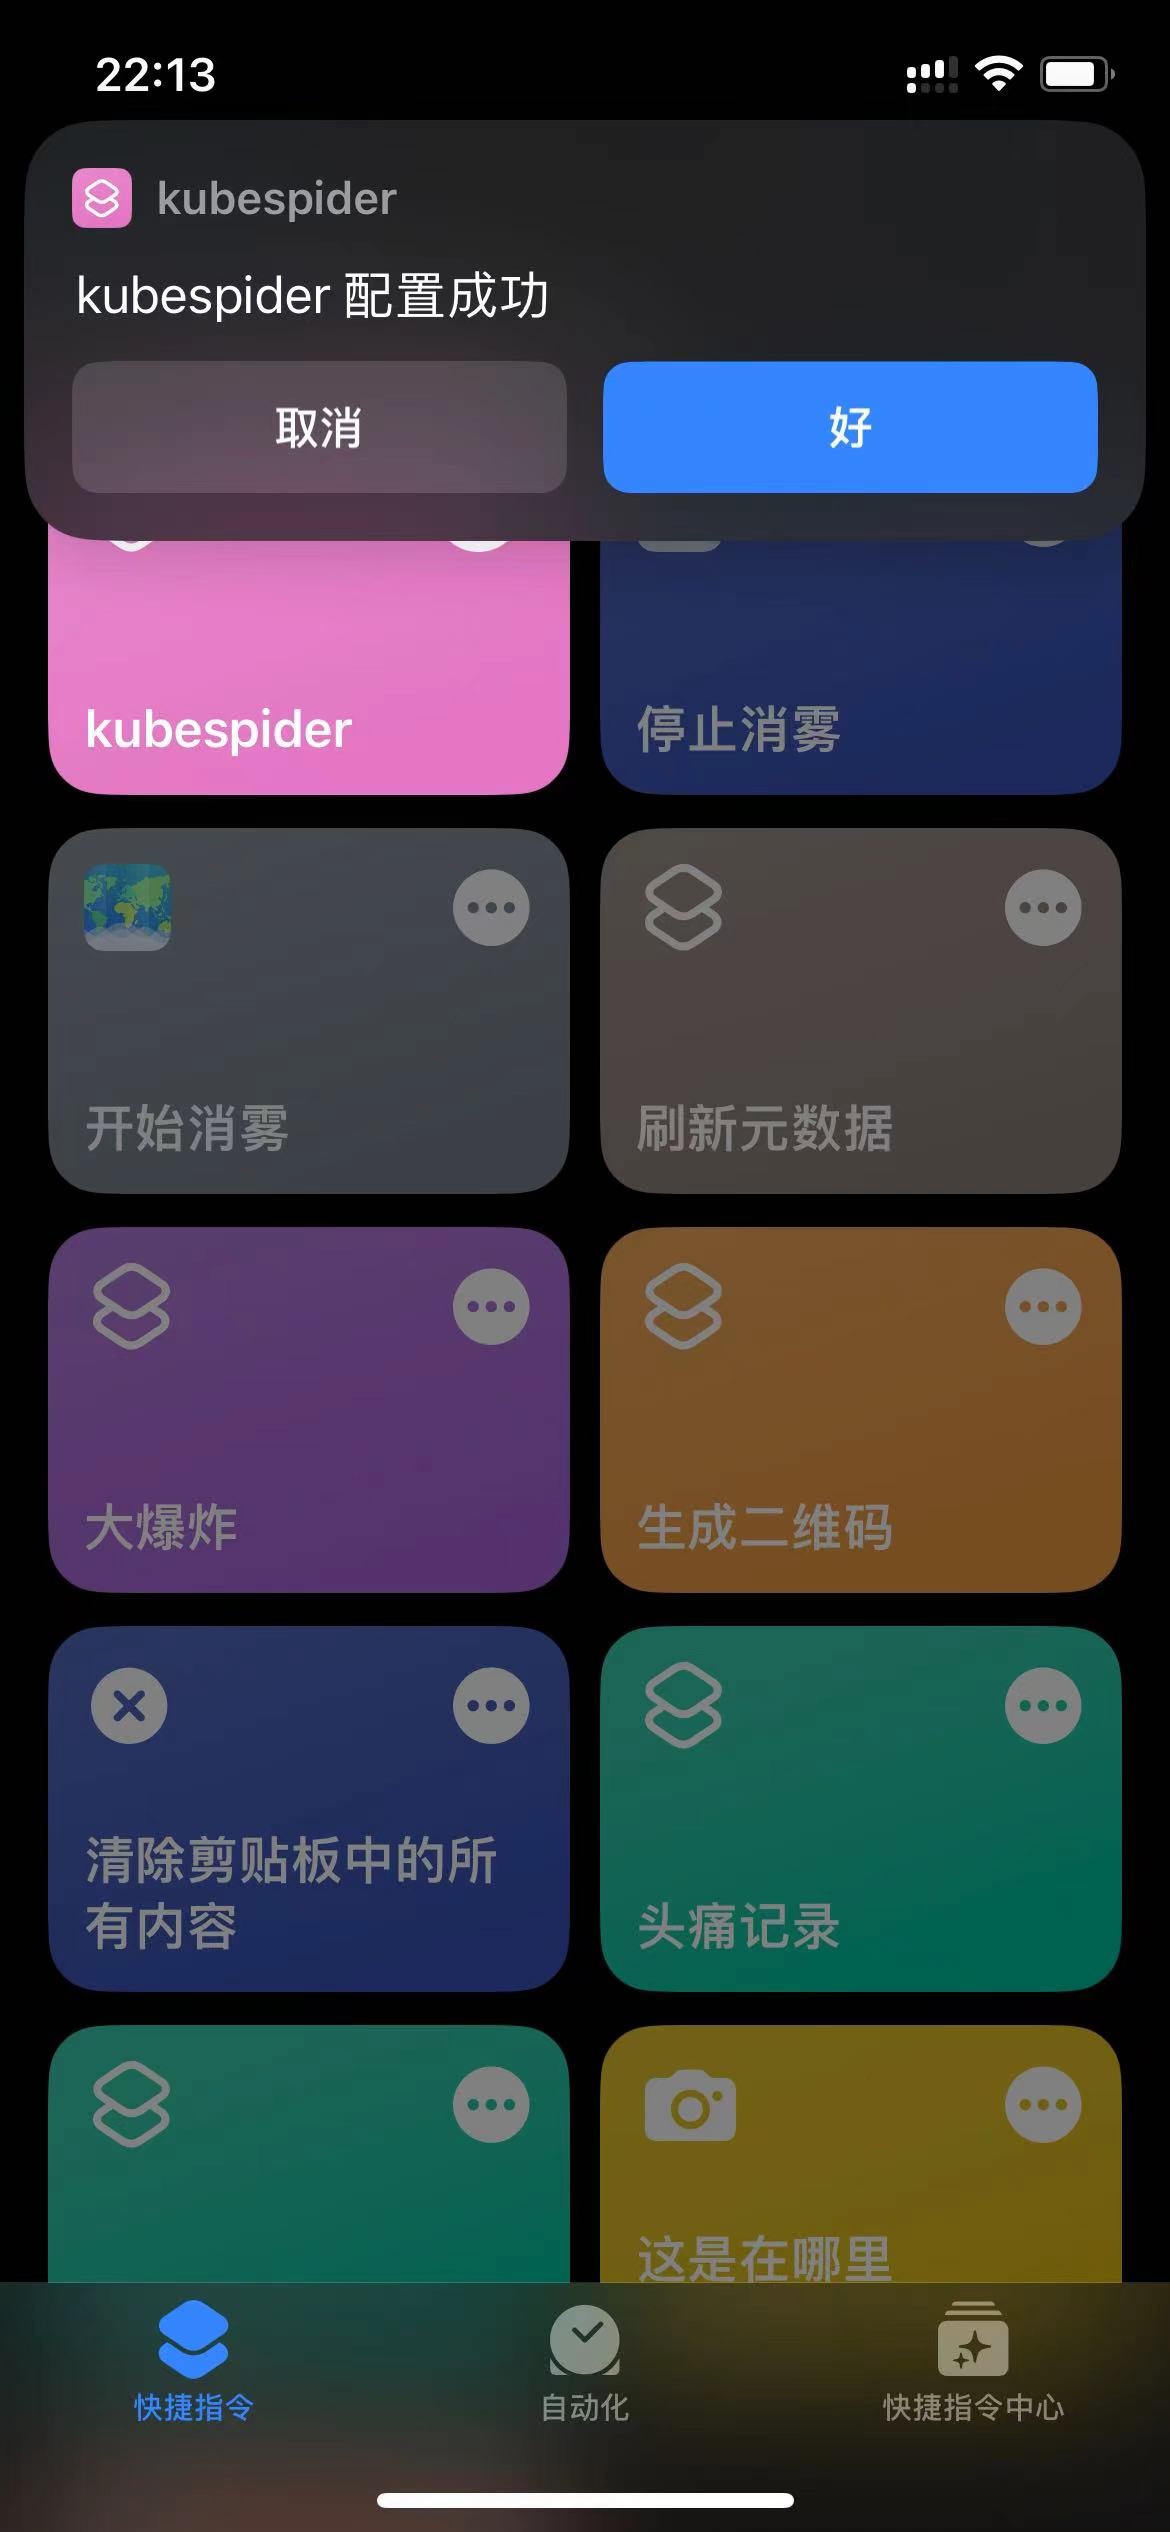 22:13
kubespider
kubespider 配置成功
取消
好
kubespider
停止消雾
开始消雾
刷新元数据
大爆炸
生成二维码
清除剪贴板中的所
有内容
头痛记录
这是在哪里
快捷指令
自动化
快捷指令中心